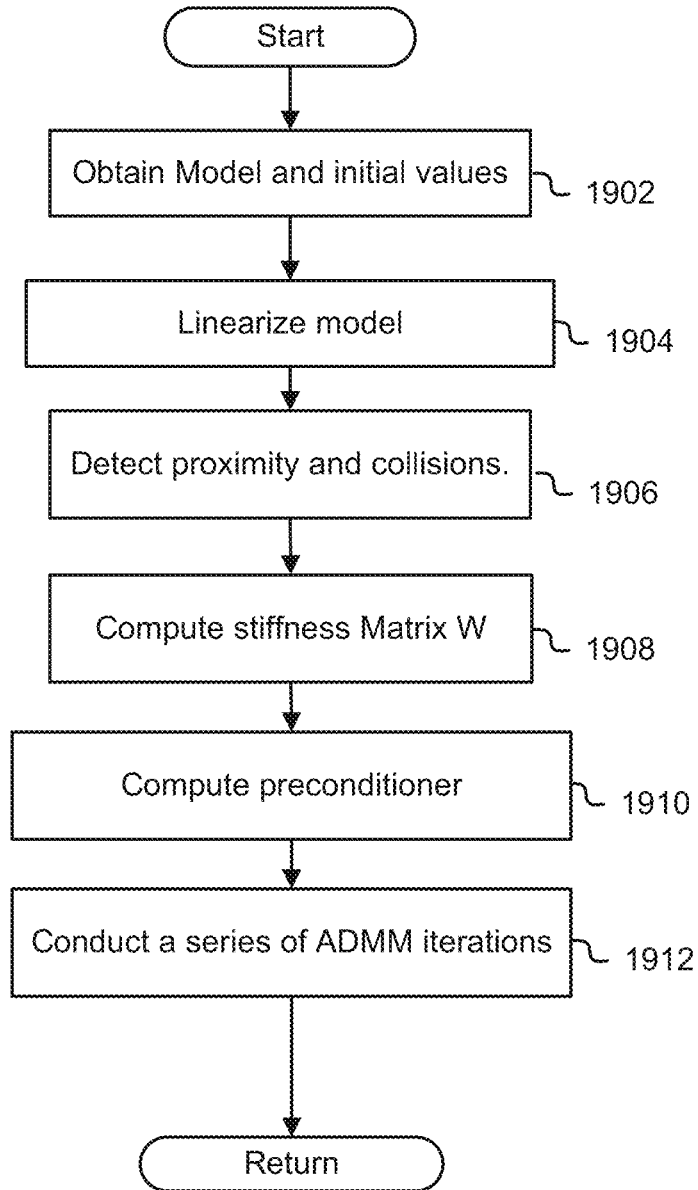 Start
Obtain Model and initial values
1902
Linearize model
1904
Detect proximity and collisions.
1906
Compute stiffness Matrix W
1908
Compute preconditioner
1910
Conduct a series of ADMM iterations
1912
Return